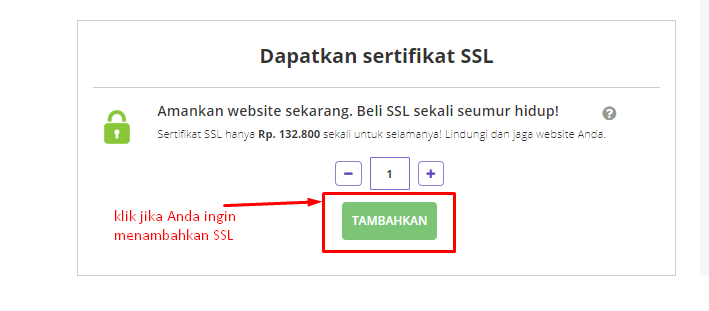 Dapatkan sertifikat SSL
Amankan website sekarang. Beli SSL sekali seumur hidup!
?
Sertifikat SSL hanya Rp. 132.800 sekali untuk selamanya! Lindungi dan jaga website Anda.
− 1 +
klik jika Anda ingin
menambahkan SSL
TAMBAHKAN